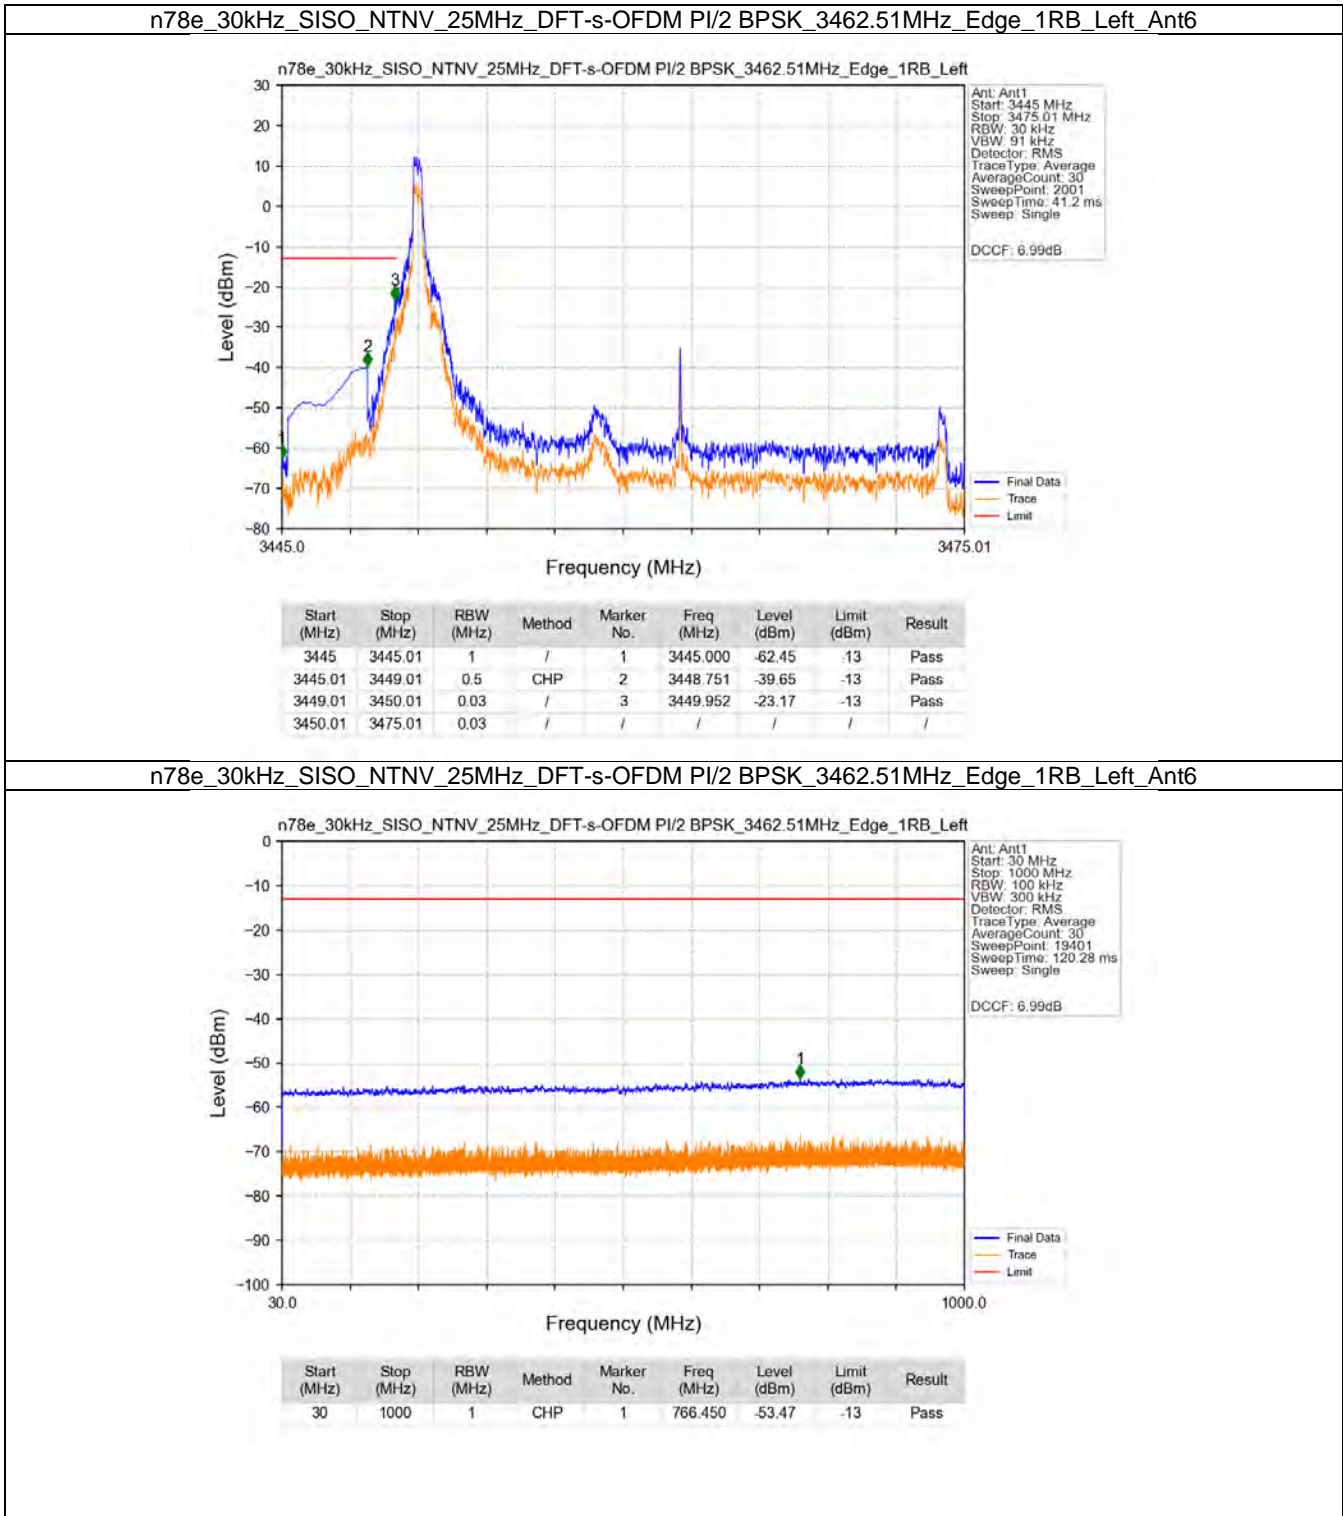 n78e_30kHz_SISO_NTNV_25MHz_DFT-s-OFDM PI/2 BPSK_3462.51MHz_Edge_1RB_Left_Ant6
n78e_30kHz_SISO_NTNV_25MHz_DFT-s-OFDM PI/2 BPSK_3462.51MHz_Edge_1RB_Left
Ant: Ant1
Start: 3445 MHz
Stop: 3475.01 MHz
RBW: 30 kHz
VBW: 91 kHz
Detector: RMS
TraceType: Average
AverageCount: 30
SweepPoint: 2001
SweepTime: 41.2 ms
Sweep: Single
DCCF: 6.99dB
30
20
10
0
−10
−20
−30
−40
−50
−60
−70
−80
Level (dBm)
3
2
Final Data
Trace
Limit
3445.0 3475.01
Frequency (MHz)
Start (MHz) Stop (MHz) RBW (MHz) Method Marker No. Freq (MHz) Level (dBm) Limit (dBm) Result
3445 3445.01 1 / 1 3445.000 -62.45 -13 Pass
3445.01 3449.01 0.5 CHP 2 3448.751 -39.65 -13 Pass
3449.01 3450.01 0.03 / 3 3449.952 -23.17 -13 Pass
3450.01 3475.01 0.03 / / / / / /
n78e_30kHz_SISO_NTNV_25MHz_DFT-s-OFDM PI/2 BPSK_3462.51MHz_Edge_1RB_Left_Ant6
n78e_30kHz_SISO_NTNV_25MHz_DFT-s-OFDM PI/2 BPSK_3462.51MHz_Edge_1RB_Left
Ant: Ant1
Start: 30 MHz
Stop: 1000 MHz
RBW: 100 kHz
VBW: 300 kHz
Detector: RMS
TraceType: Average
AverageCount: 30
SweepPoint: 19401
SweepTime: 120.28 ms
Sweep: Single
DCCF: 6.99dB
0
−10
−20
−30
−40
−50
−60
−70
−80
−90
−100
Level (dBm)
1
Final Data
Trace
Limit
30.0 1000.0
Frequency (MHz)
Start (MHz) Stop (MHz) RBW (MHz) Method Marker No. Freq (MHz) Level (dBm) Limit (dBm) Result
30 1000 1 CHP 1 766.450 -53.47 -13 Pass